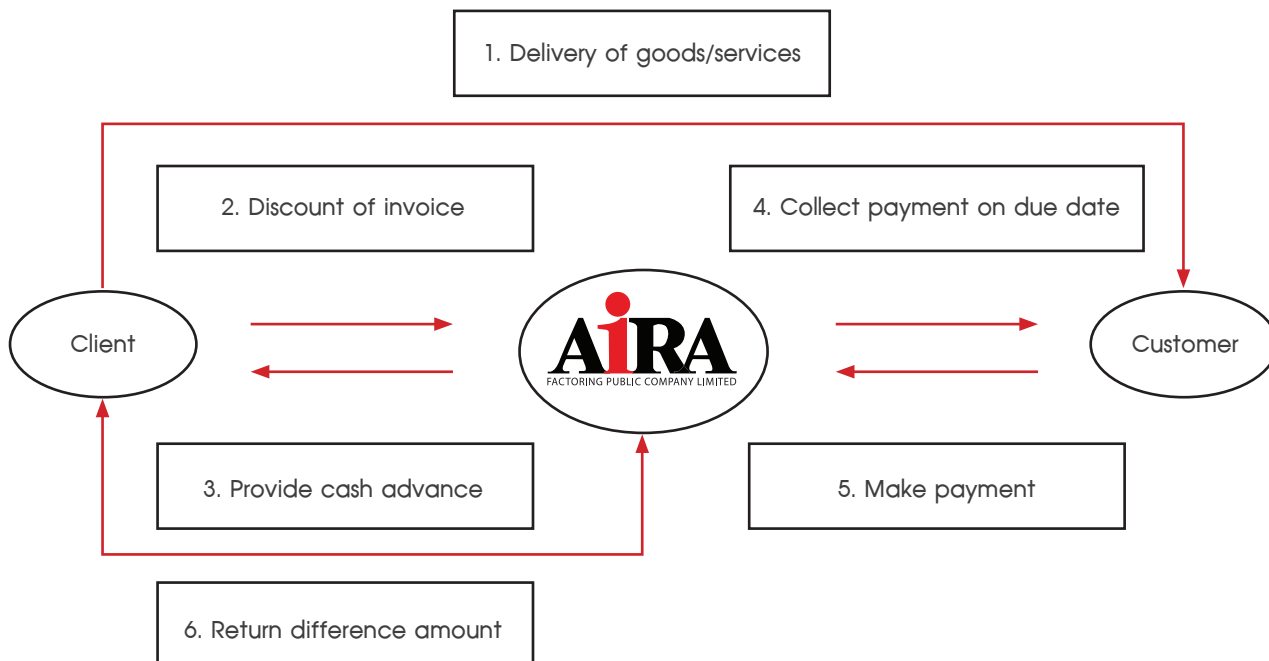 1. Delivery of goods/services
2. Discount of invoice
4. Collect payment on due date
Client
AiRA
FACTORING PUBLIC COMPANY LIMITED
Customer
3. Provide cash advance
5. Make payment
6. Return difference amount